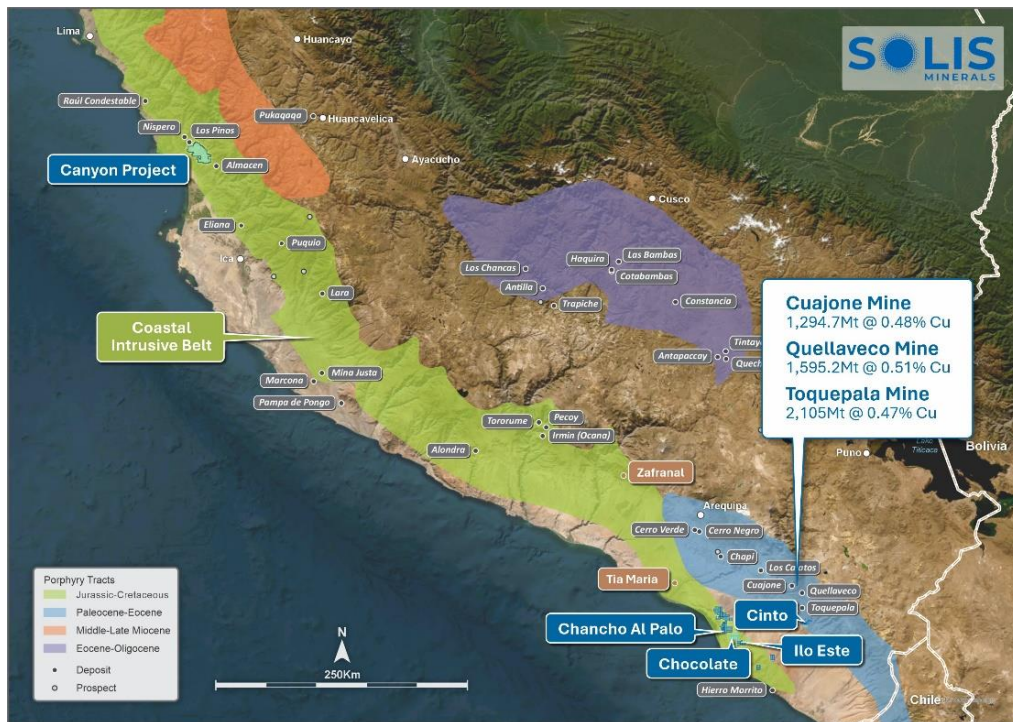 SOLIS
MINERALS
Lima
Huancayo
Raúl Condestable
Pukaqaqa
Huancavelica
Nispero
Los Pinos
Canyon Project
Almacen
Ayacucho
Cusco
Eliana
Puquio
Ica
Los Chancas
Haquira
Las Bambas
Cotabambas
Antilla
Trapiche
Constancia
Lara
Coastal
Intrusive Belt
Antapaccay
Cuajone Mine
1,294.7Mt @ 0.48% Cu
Quellaveco Mine
1,595.2Mt @ 0.51% Cu
Toquepala Mine
2,105Mt @ 0.47% Cu
Marcona
Mina Justa
Pampa de Pongo
Tororume
Pecoy
Irmin (Ocana)
Alondra
Zafranal
Puno
Lake
Titicaca
Bolivia
Arequipa
Cerro Verde
Cerro Negro
Chapi
Los Calatos
Tia Maria
Cuajone
Quellaveco
Toquepala
Cinto
Chancho Al Palo
Ilo Este
Chocolate
Hierro Morrito
Chile
Porphyry Tracts
Jurassic-Cretaceous
Paleocene-Eocene
Middle-Late Miocene
Eocene-Oligocene
Deposit
Prospect
N
250Km